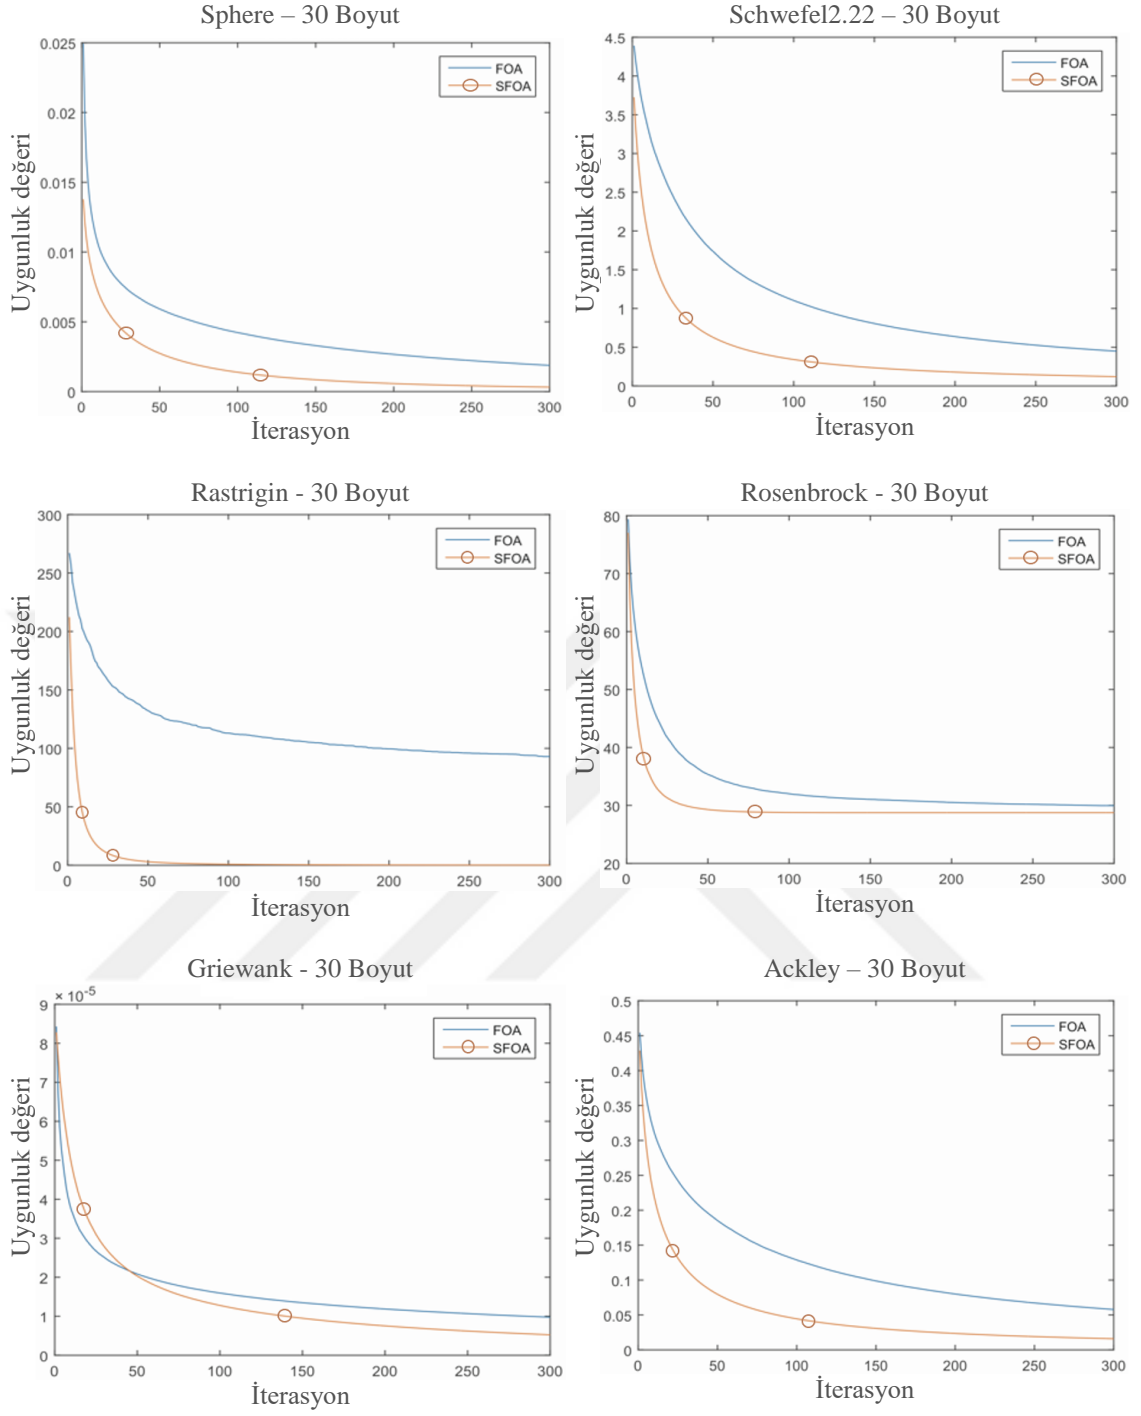 Sphere – 30 Boyut
0.025
0.02
0.015
0.01
0.005
0
0 50 100 150 200 250 300
FOA
SFOA
Uygunluk değeri
İterasyon
Schwefel2.22 – 30 Boyut
4.5
4
3.5
3
2.5
2
1.5
1
0.5
0
0 50 100 150 200 250 300
FOA
SFOA
Uygunluk değeri
İterasyon
Rastrigin - 30 Boyut
300
250
200
150
100
50
0
0 50 100 150 200 250 300
FOA
SFOA
Uygunluk değeri
İterasyon
Rosenbrock - 30 Boyut
80
70
60
50
40
30
20
0 50 100 150 200 250 300
FOA
SFOA
Uygunluk değeri
İterasyon
Griewank - 30 Boyut
× 10-5
9
8
7
6
5
4
3
2
1
0
0 50 100 150 200 250 300
FOA
SFOA
Uygunluk değeri
İterasyon
Ackley – 30 Boyut
0.5
0.45
0.4
0.35
0.3
0.25
0.2
0.15
0.1
0.05
0
0 50 100 150 200 250 300
FOA
SFOA
Uygunluk değeri
İterasyon